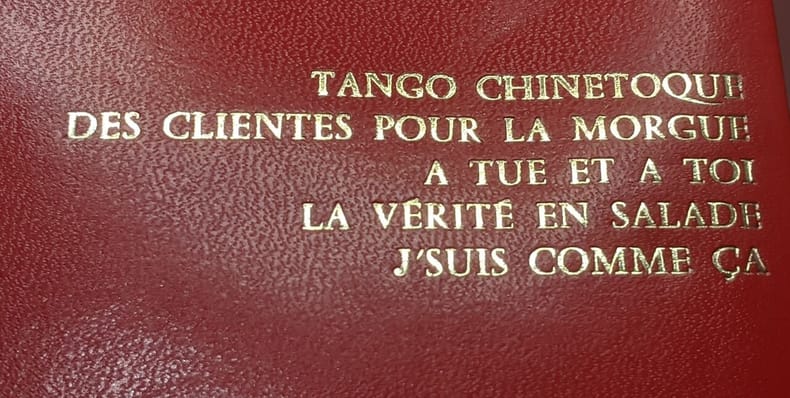 TANGO CHINETOQUE
DES CLIENTES POUR LA MORGUE
A TUE ET A TOI
LA VÉRITÉ EN SALADE
J'SUIS COMME ÇA